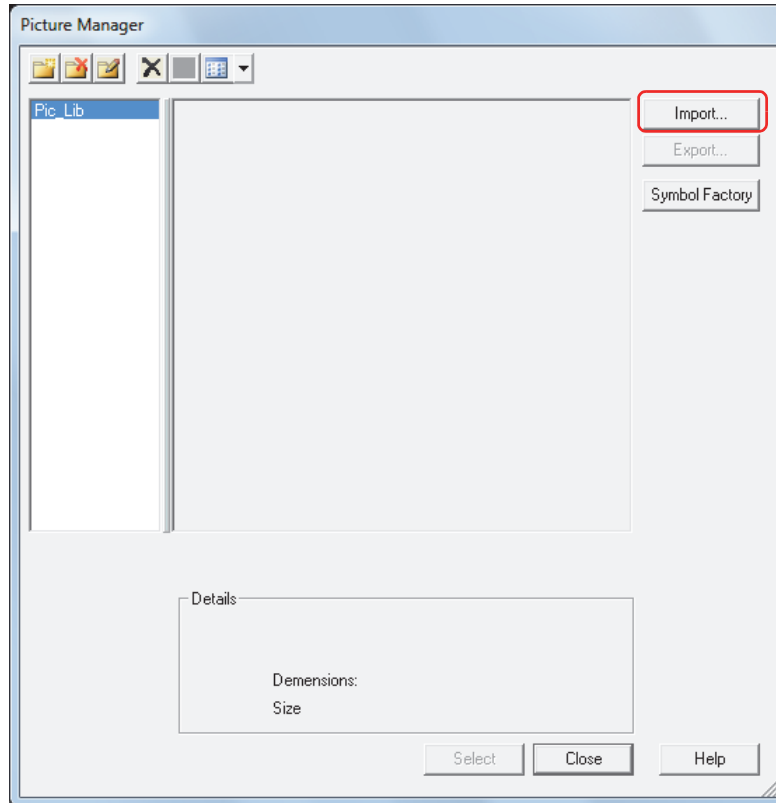 Picture Manager
Pic_Lib
Import...
Export...
Symbol Factory
Details
Demensions:
Size
Select
Close
Help